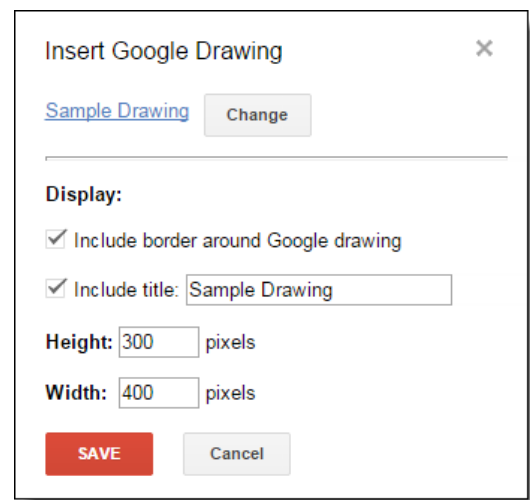 Insert Google Drawing
Sample Drawing Change
Display:
Include border around Google drawing
Include title: Sample Drawing
Height: 300 pixels
Width: 400 pixels
SAVE Cancel